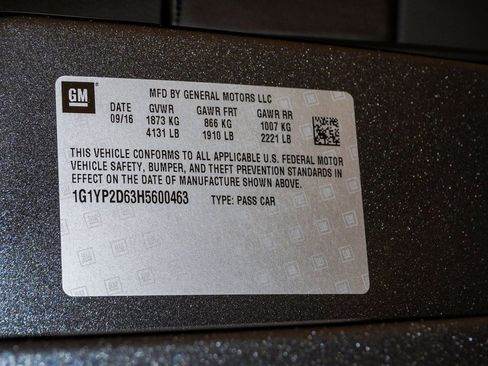 GM
MFD BY GENERAL MOTORS LLC
DATE GVWR GAWR FRT GAWR RR
09/16 1873 KG 866 KG 1007 KG
4131 LB 1910 LB 2221 LB
THIS VEHICLE CONFORMS TO ALL APPLICABLE U.S. FEDERAL MOTOR
VEHICLE SAFETY, BUMPER, AND THEFT PREVENTION STANDARDS IN
EFFECT ON THE DATE OF MANUFACTURE SHOWN ABOVE.
1G1YP2D63H5600463 TYPE: PASS CAR